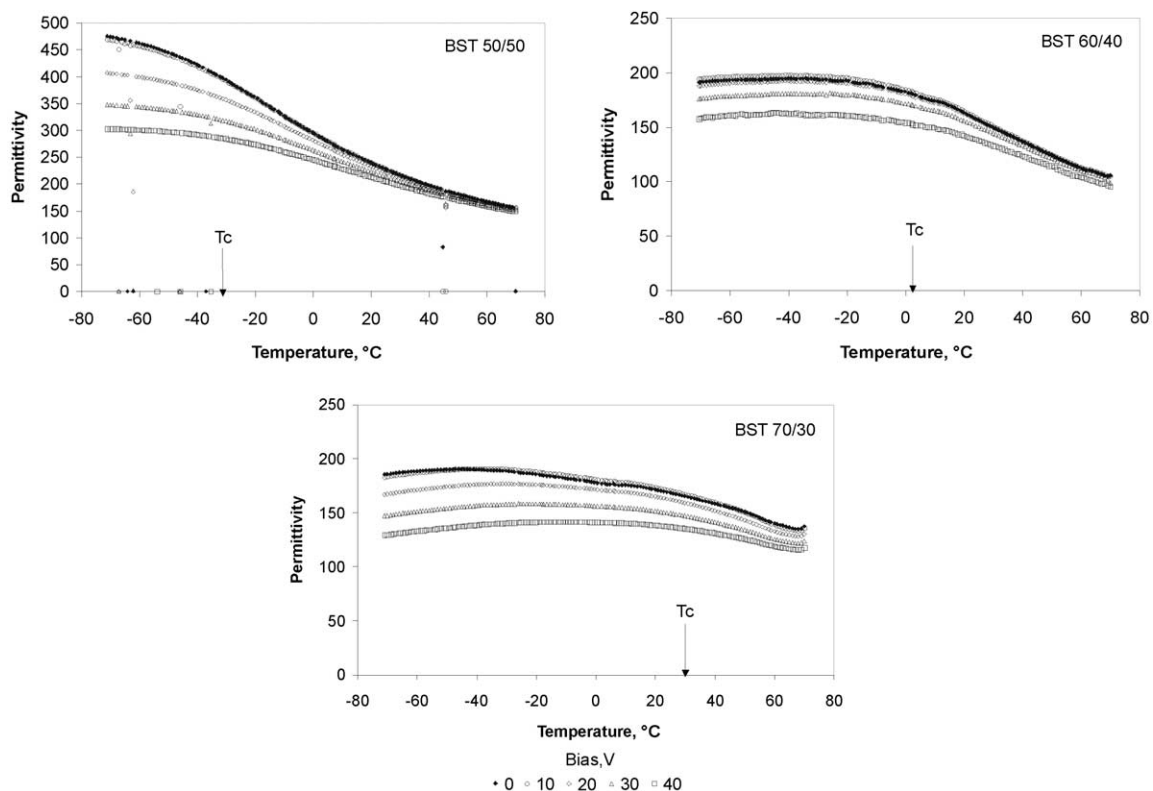 BST 50/50
500
450
400
350
300
250
200
150
100
50
0
Permittivity
Tc
-80 -60 -40 -20 0 20 40 60 80
Temperature, °C
BST 60/40
250
200
150
100
50
0
Permittivity
Tc
-80 -60 -40 -20 0 20 40 60 80
Temperature, °C
BST 70/30
250
200
150
100
50
0
Permittivity
Tc
-80 -60 -40 -20 0 20 40 60 80
Temperature, °C
Bias,V
0 10 20 30 40